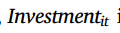 , Investmentit i